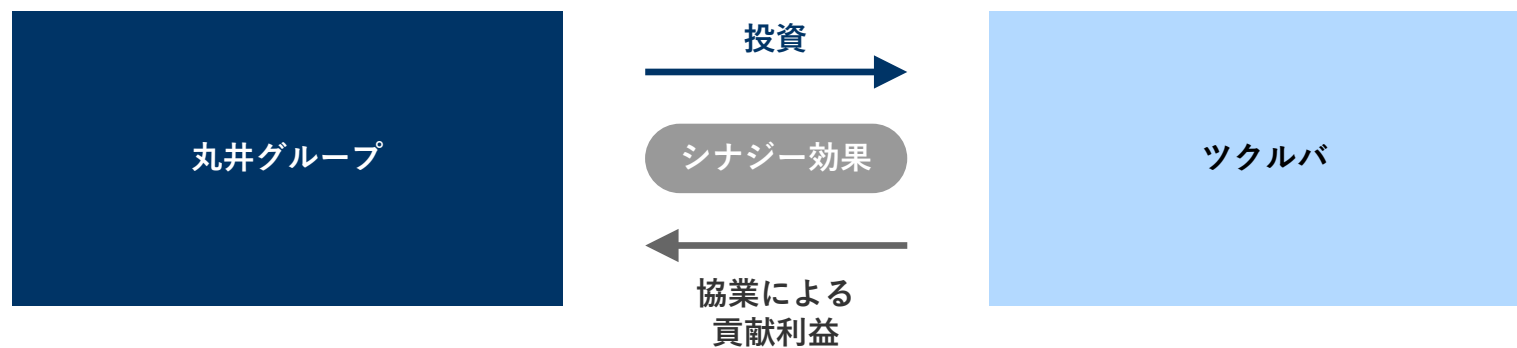 丸井グループ
投資
シナジー効果
協業による
貢献利益
ツクルバ